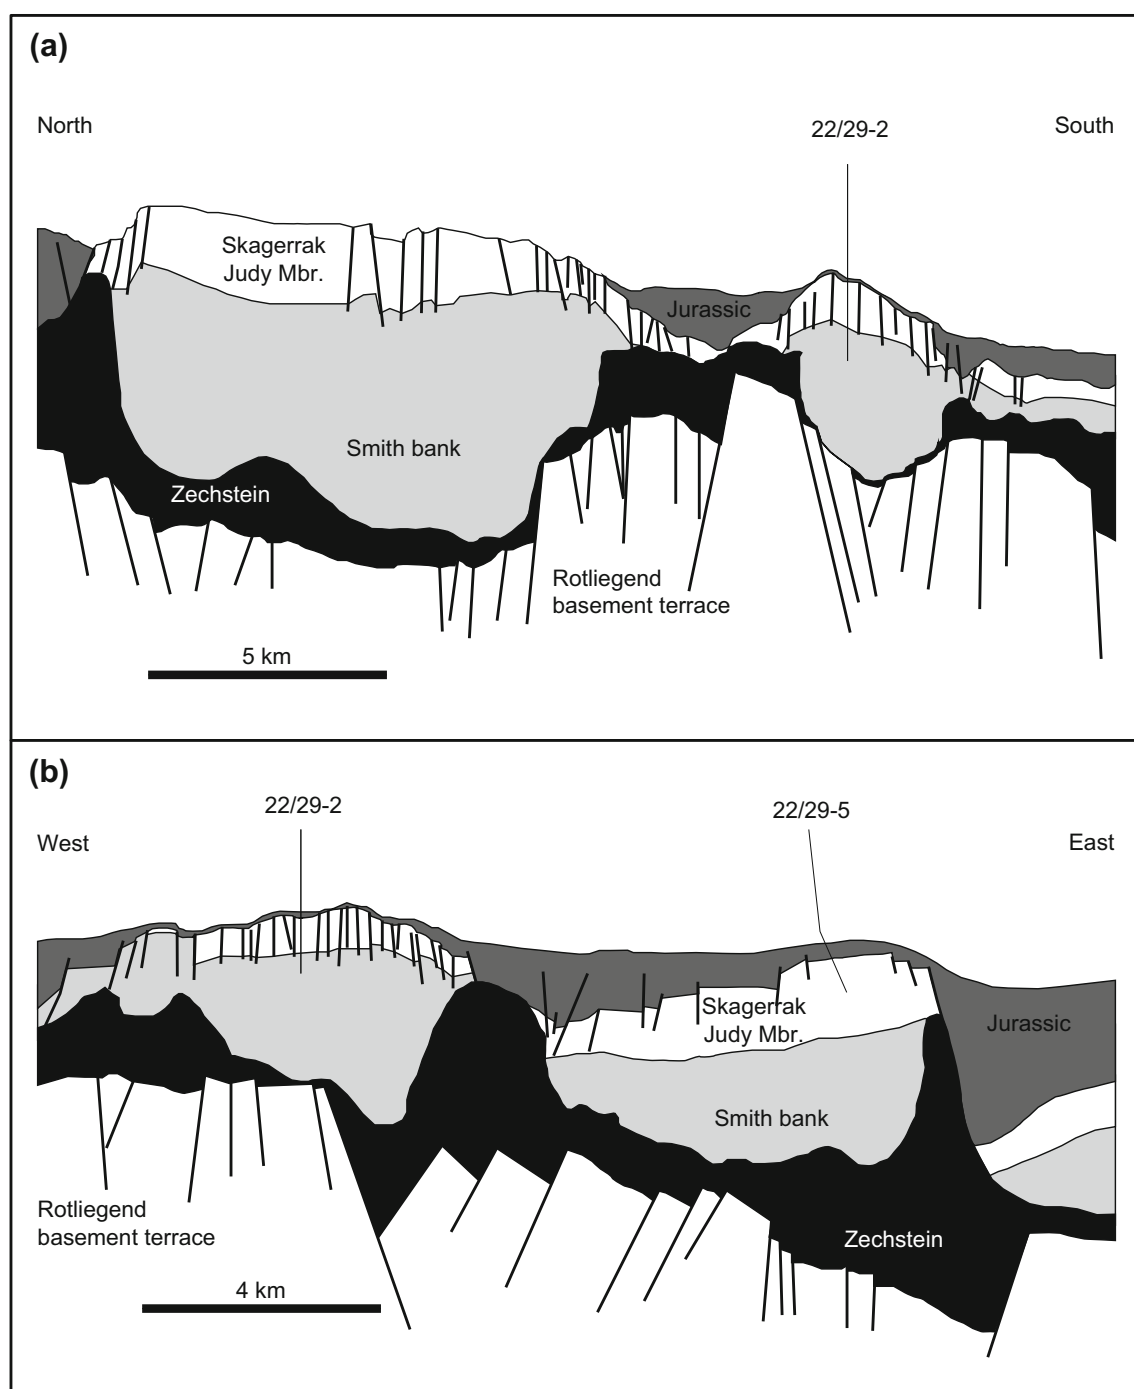 (a)
North
22/29-2
South
Skagerrak
Judy Mbr.
Jurassic
Smith bank
Zechstein
Rotliegend
basement terrace
5 km
(b)
22/29-2
22/29-5
West
East
Skagerrak
Judy Mbr.
Jurassic
Smith bank
Rotliegend
basement terrace
Zechstein
4 km